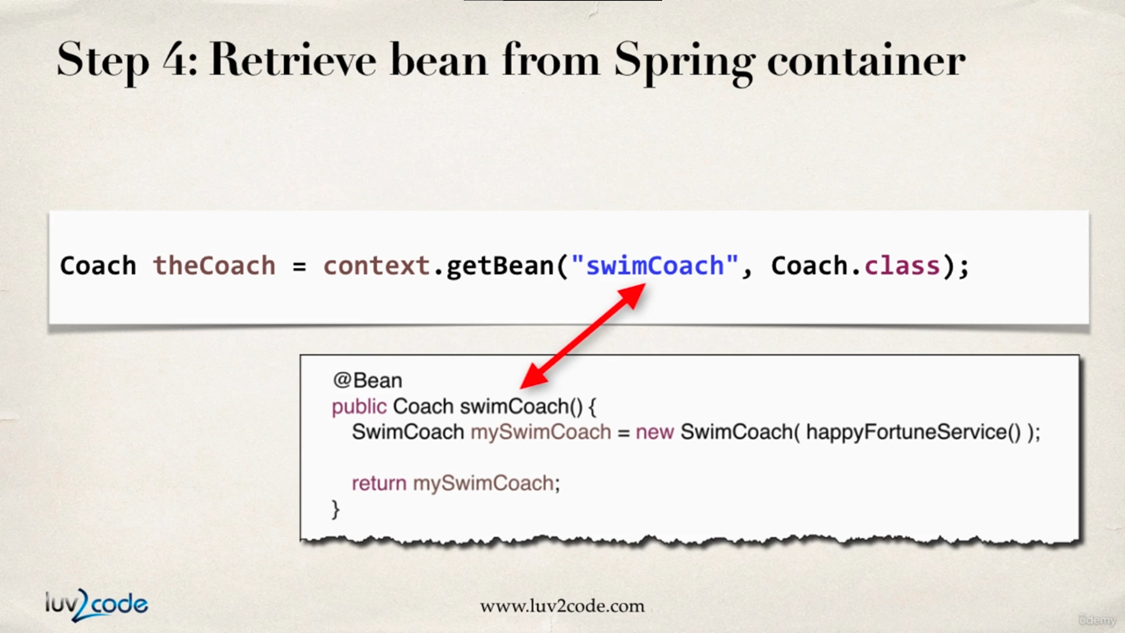 Step 4: Retrieve bean from Spring container
Coach theCoach = context.getBean("swimCoach", Coach.class);
@Bean
public Coach swimCoach() {
SwimCoach mySwimCoach = new SwimCoach( happyFortuneService() );
return mySwimCoach;
}
luv2code
www.luv2code.com
udemy